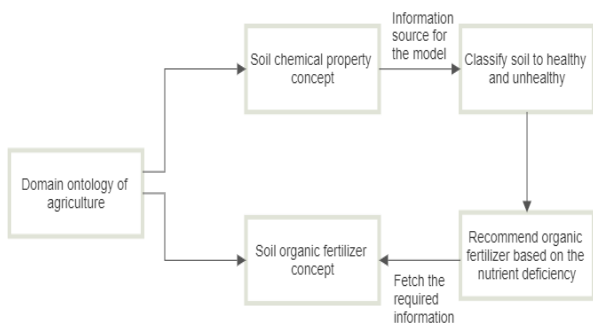 Information
source for
the model
Soil chemical property
concept
Classify soil to healthy
and unhealthy
Domain ontology of
agriculture
Soil organic fertilizer
concept
Recommend organic
fertilizer based on the
nutrient deficiency
Fetch the
required
information